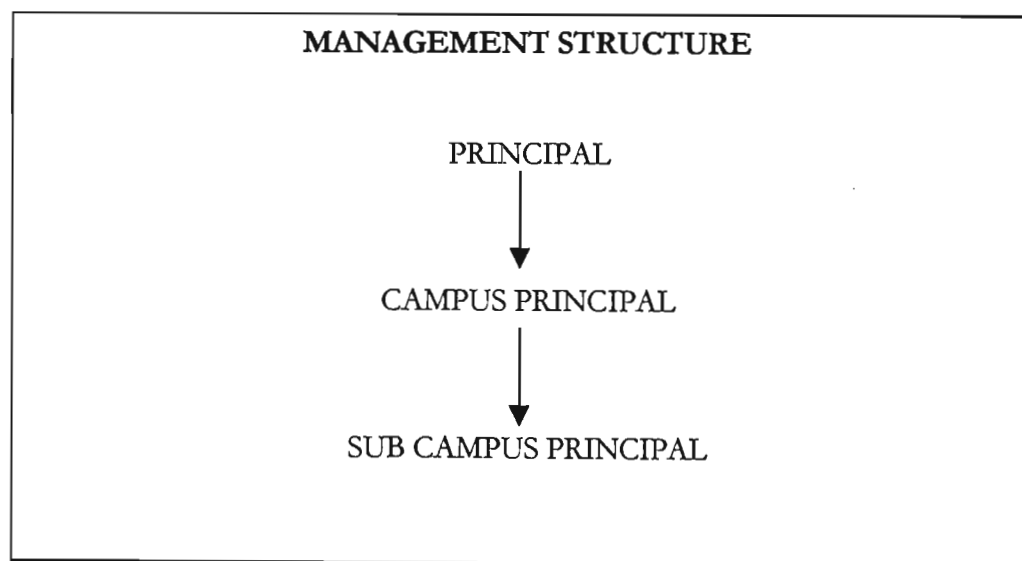 MANAGEMENT STRUCTURE
PRINCIPAL
CAMPUS PRINCIPAL
SUB CAMPUS PRINCIPAL